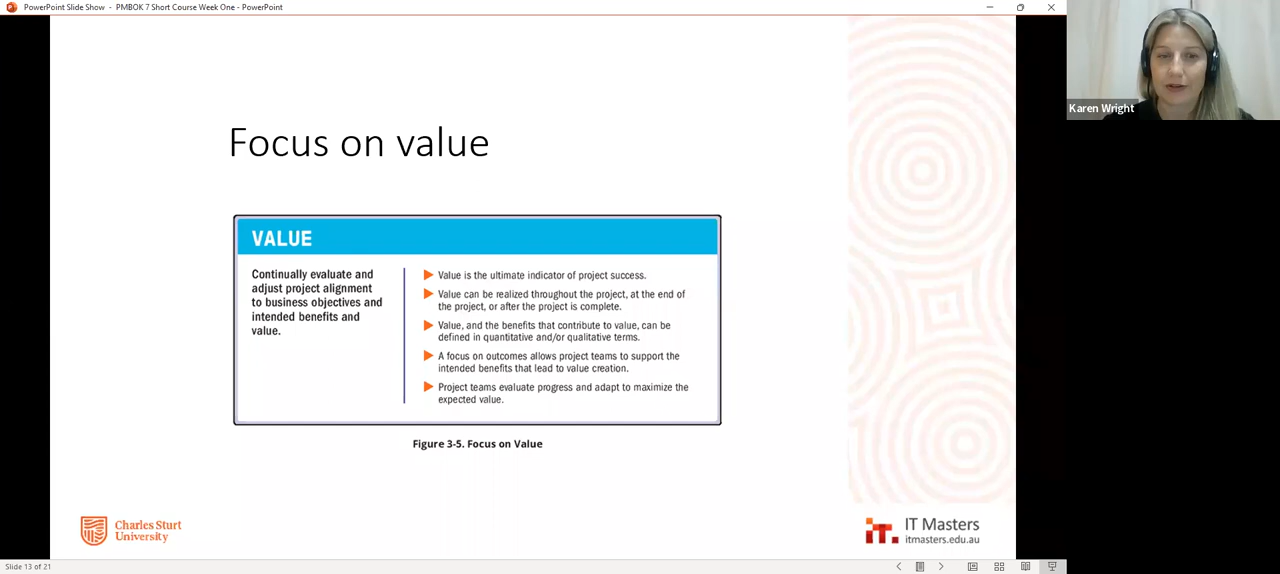 PowerPoint Slide Show - PMBOK 7 Short Course Week One - PowerPoint
Karen Wright
Focus on value
VALUE
Continually evaluate and
adjust project alignment
to business objectives and
intended benefits and
value.
Value is the ultimate indicator of project success.
Value can be realized throughout the project, at the end of
the project, or after the project is complete.
Value, and the benefits that contribute to value, can be
defined in quantitative and/or qualitative terms.
A focus on outcomes allows project teams to support the
intended benefits that lead to value creation.
Project teams evaluate progress and adapt to maximize the
expected value.
Figure 3-5. Focus on Value
Charles Sturt
University
iT.
IT Masters
itmasters.edu.au
Slide 13 of 21